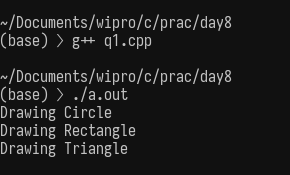 ~/Documents/wipro/c/prac/day8
(base) > g++ q1.cpp
~/Documents/wipro/c/prac/day8
(base) > ./a.out
Drawing Circle
Drawing Rectangle
Drawing Triangle